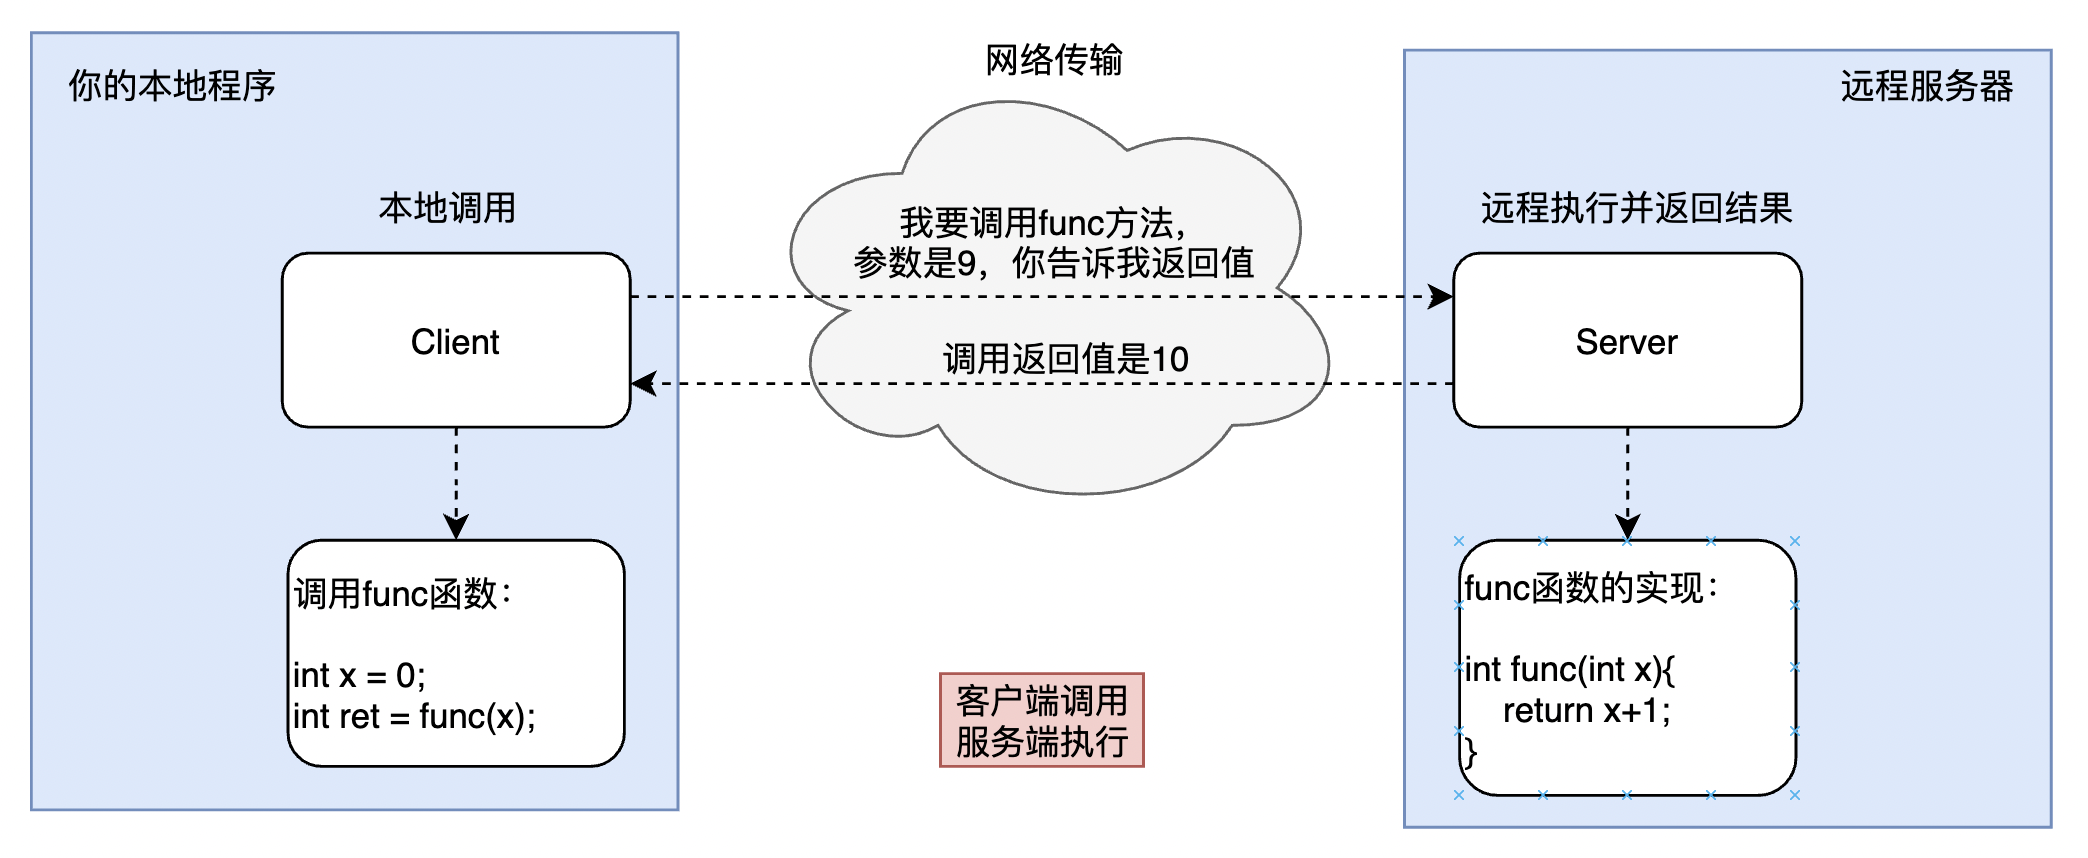 你的本地程序
本地调用
Client
调用func函数：
int x = 0;
int ret = func(x);
网络传输
我要调用func方法，
参数是9，你告诉我返回值
调用返回值是10
客户端调用
服务端执行
远程服务器
远程执行并返回结果
Server
func函数的实现：
int func(int x){
return x+1;
}